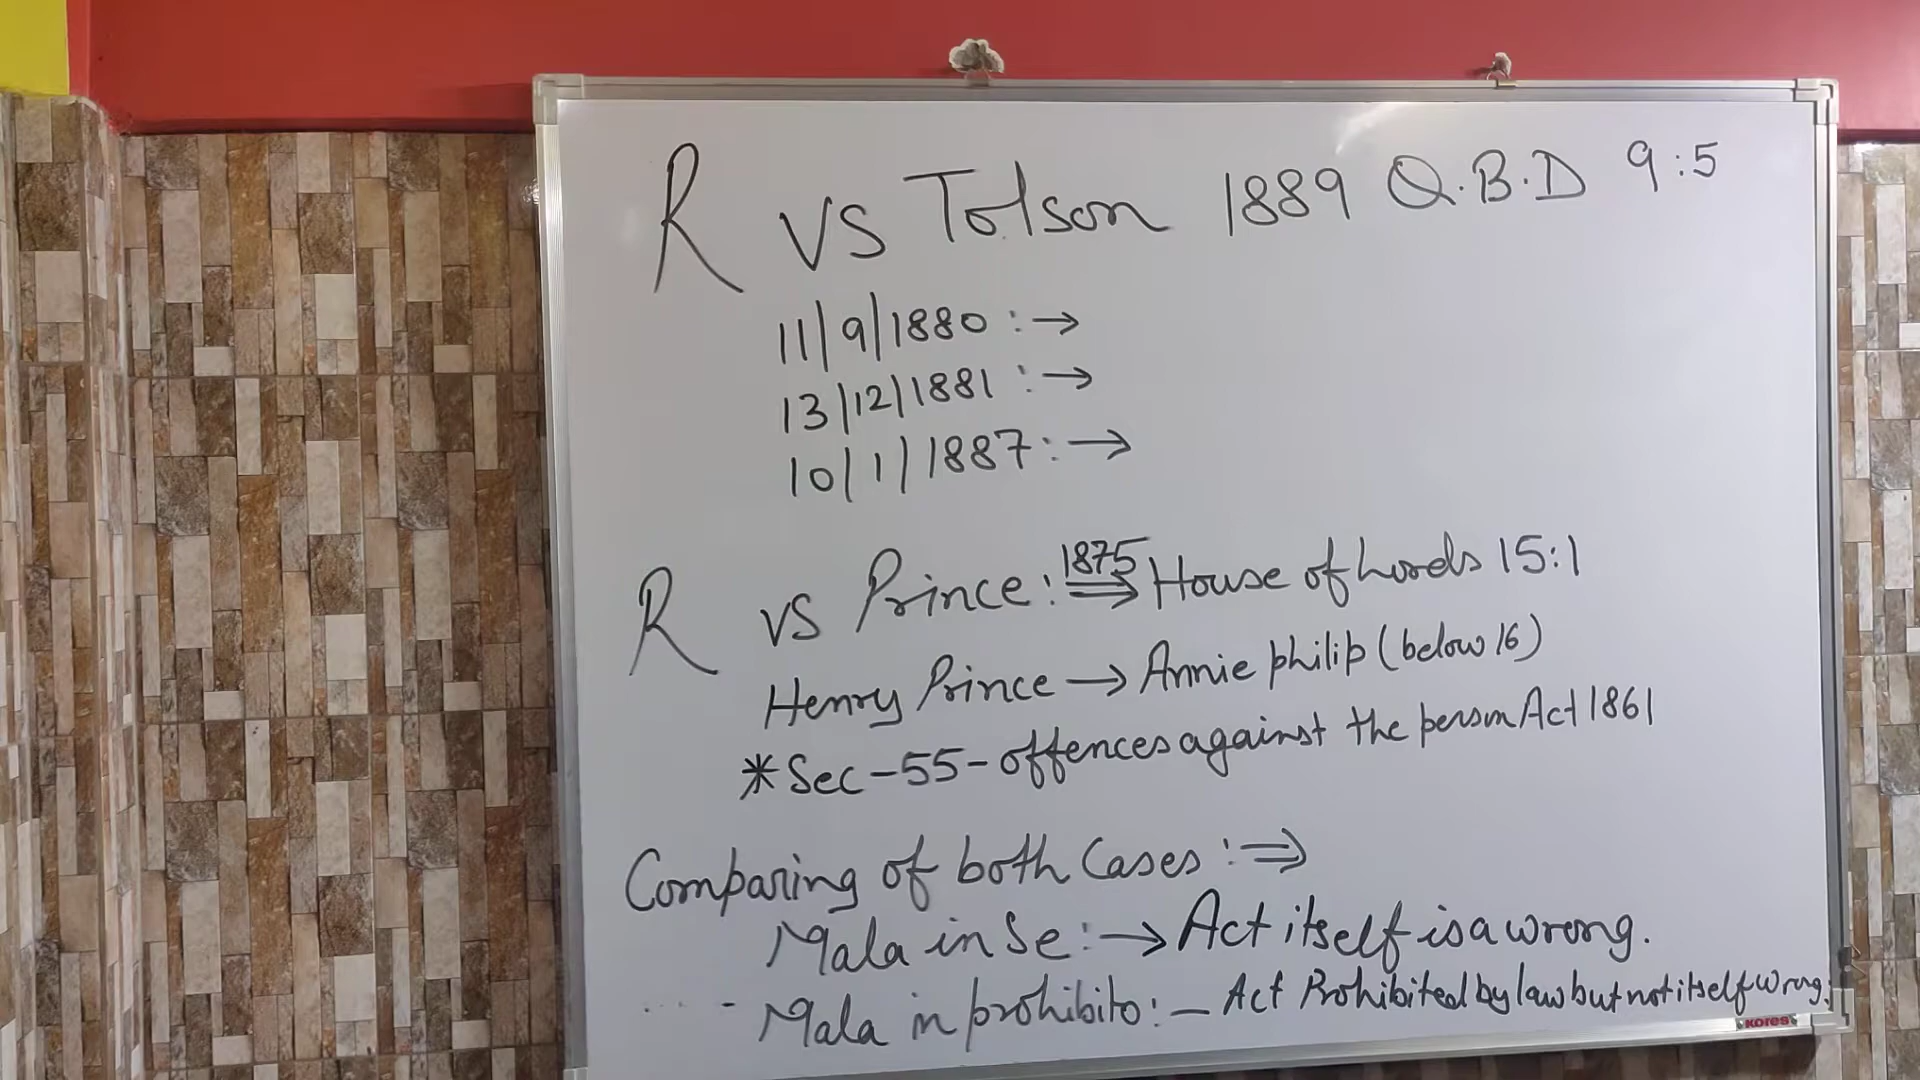 R vs Tolson 1889 Q.B.D 9:5
11/9/1880 :→
13/12/1881 :→
10/1/1887 :→
R vs Prince : 1875 ⇒ House of Lords 15:1
Henry Prince → Annie philip (below 16)
*Sec-55- offences against the person Act 1861
Comparing of both Cases :⇒
Mala in Se :→ Act itself is a wrong.
Mala in prohibito :- Act Prohibited by law but not itself wrong.
KORES